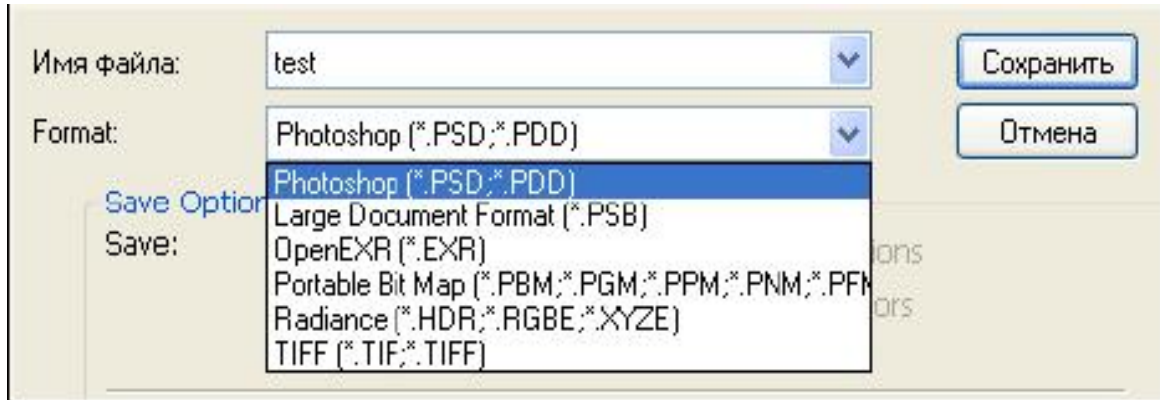 Имя файла: test Сохранить
Format: Photoshop (*.PSD;*.PDD) Отмена
Photoshop (*.PSD;*.PDD)
Save Option
Large Document Format (*.PSB)
Save:
OpenEXR (*.EXR) ions
Portable Bit Map (*.PBM;*.PGM;*.PPM;*.PNM;*.PFM
Radiance (*.HDR;*.RGBE;*.XYZE) ors
TIFF (*.TIF;*.TIFF)